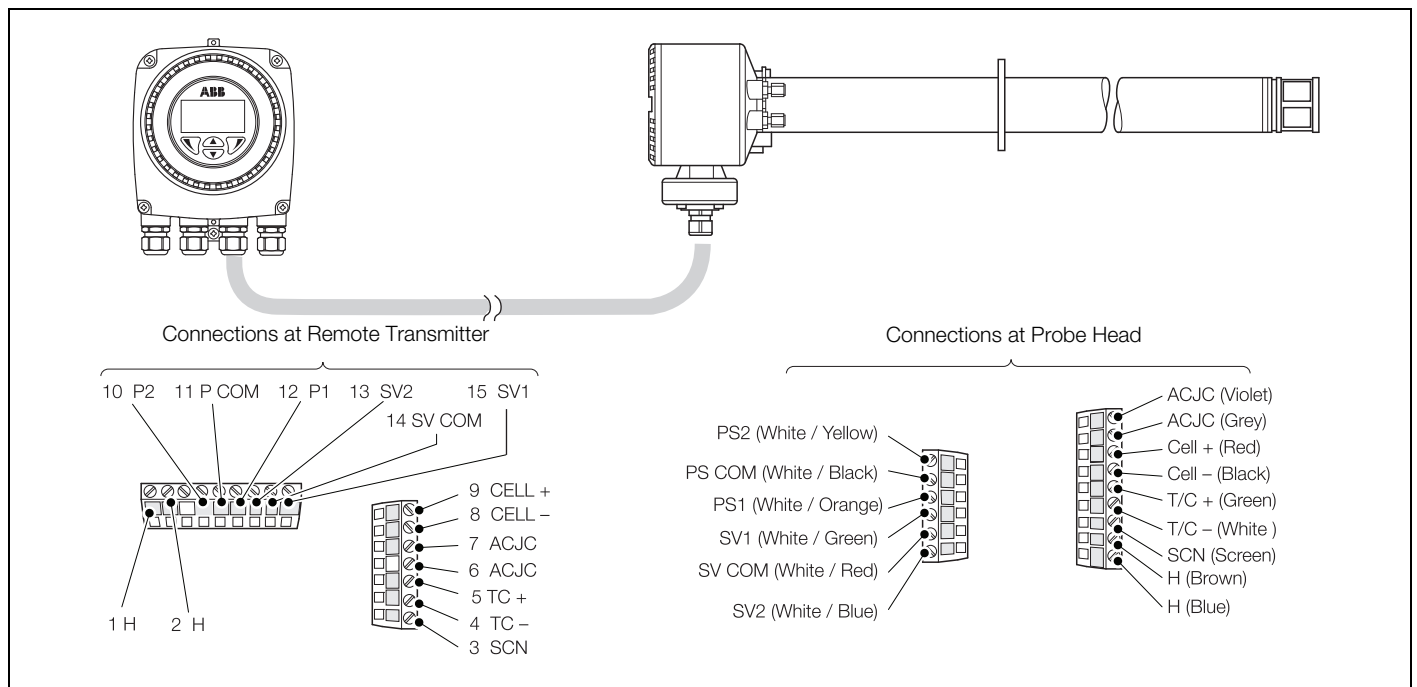 ABB
Connections at Remote Transmitter
10 P2
11 P COM
12 P1
13 SV2
15 SV1
14 SV COM
9 CELL +
8 CELL –
7 ACJC
6 ACJC
5 TC +
4 TC –
3 SCN
1 H
2 H
Connections at Probe Head
PS2 (White / Yellow)
PS COM (White / Black)
PS1 (White / Orange)
SV1 (White / Green)
SV COM (White / Red)
SV2 (White / Blue)
ACJC (Violet)
ACJC (Grey)
Cell + (Red)
Cell – (Black)
T/C + (Green)
T/C – (White )
SCN (Screen)
H (Brown)
H (Blue)